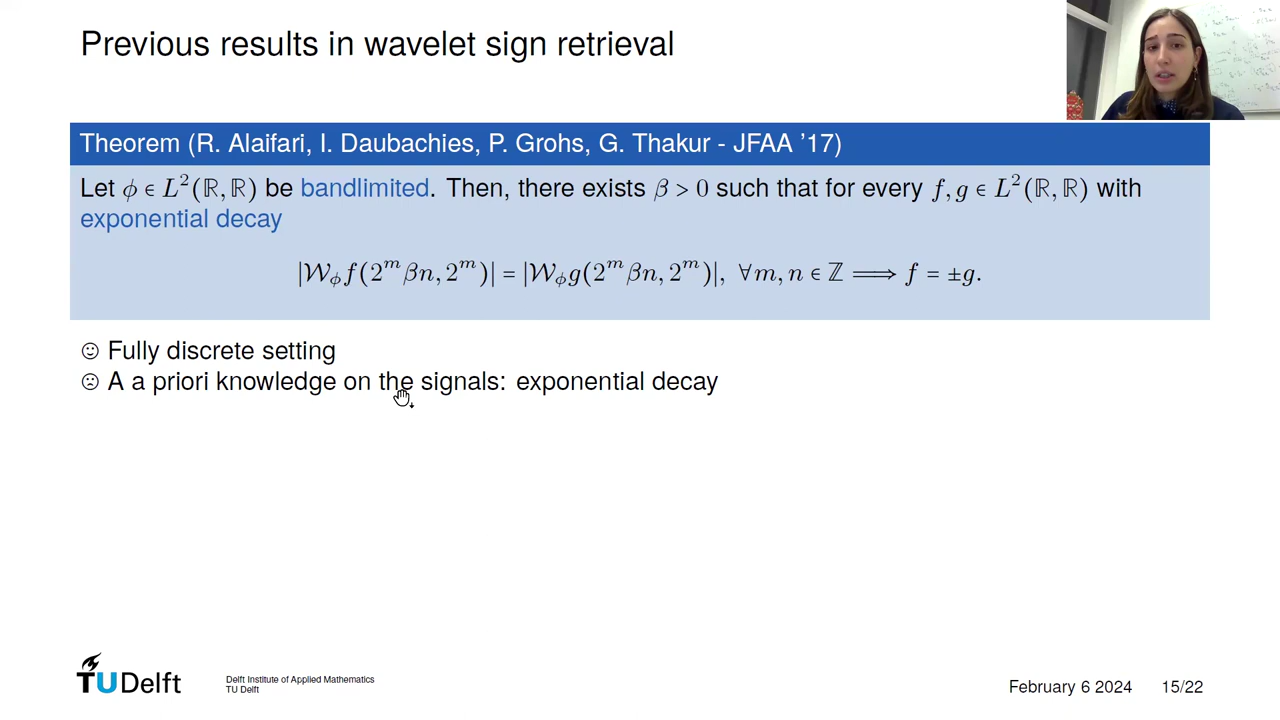 Previous results in wavelet sign retrieval
Theorem (R. Alaifari, I. Daubachies, P. Grohs, G. Thakur - JFAA ’17)
Let ϕ ∈ L²(ℝ, ℝ) be bandlimited. Then, there exists β > 0 such that for every f, g ∈ L²(ℝ, ℝ) with
exponential decay
|𝒲_ϕ f(2^m βn, 2^m)| = |𝒲_ϕ g(2^m βn, 2^m)|, ∀m, n ∈ ℤ ⟹ f = ±g.
☺ Fully discrete setting
☹ A a priori knowledge on the signals: exponential decay
TUDelft
Delft Institute of Applied Mathematics
TU Delft
February 6 2024 15/22